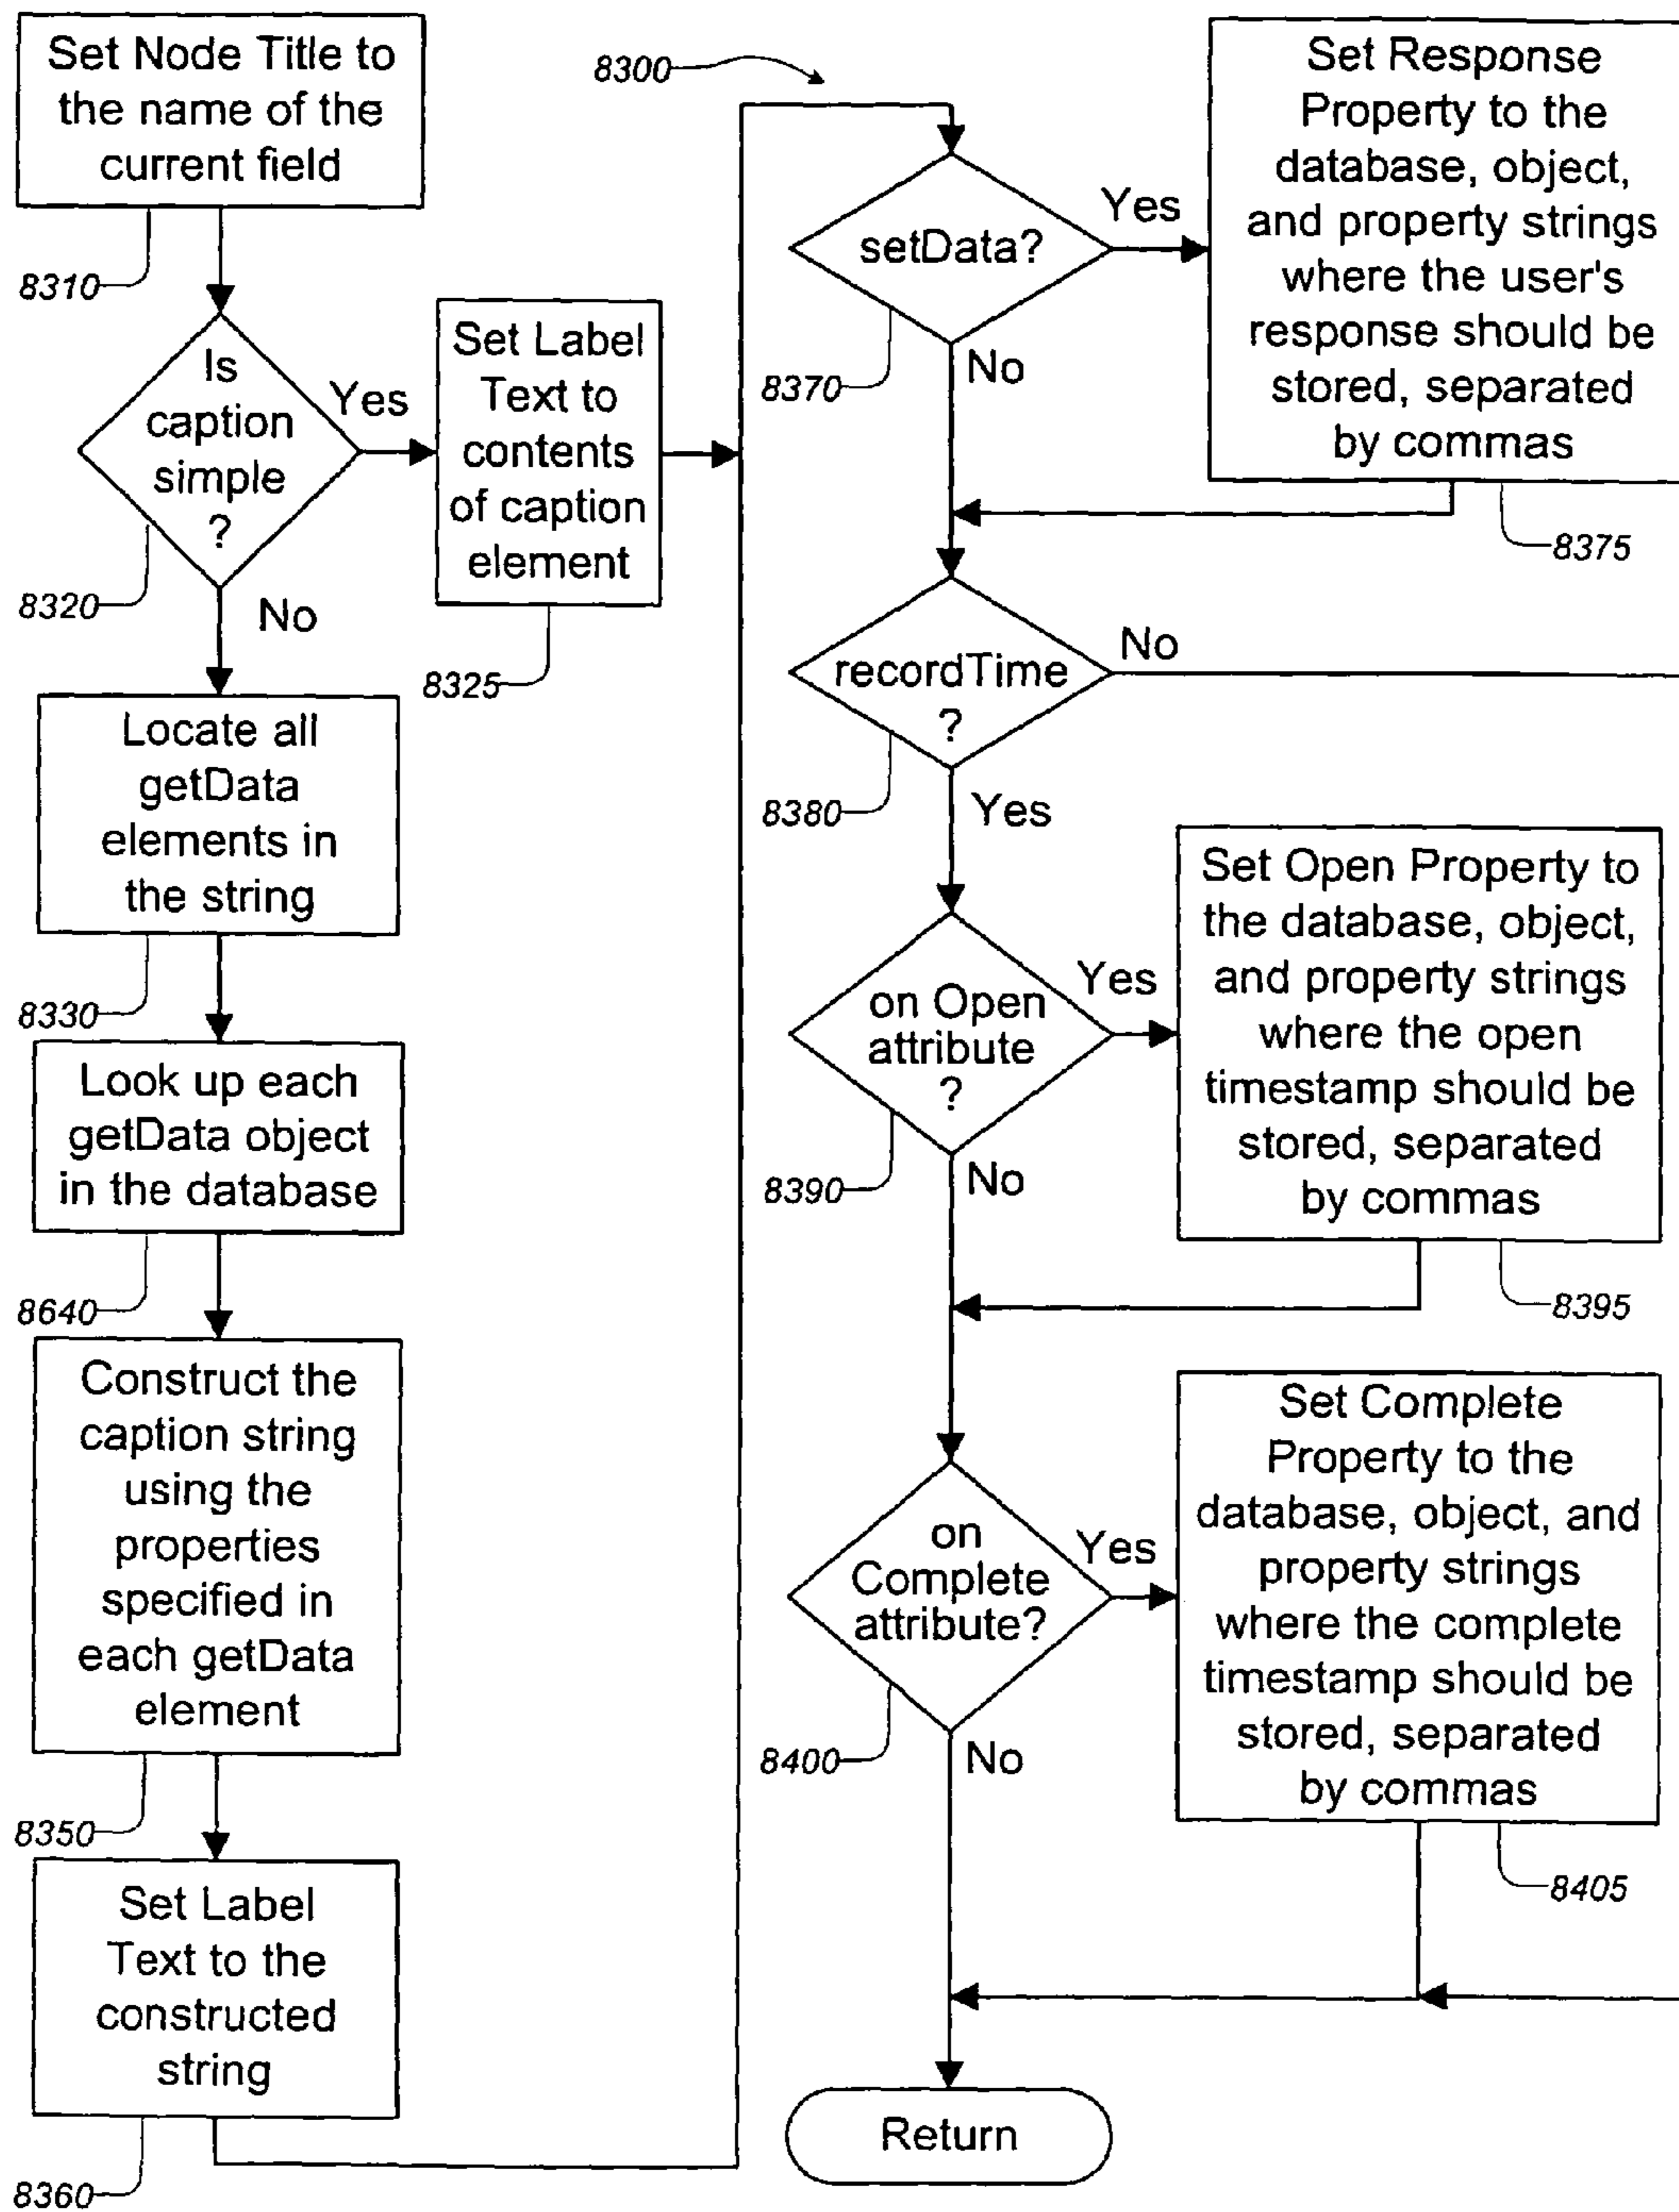 Set Node Title to
the name of the
current field
8310
Is
caption
simple
?
Yes
No
8320
Set Label
Text to
contents
of caption
element
8325
Locate all
getData
elements in
the string
8330
Look up each
getData object
in the database
8640
Construct the
caption string
using the
properties
specified in
each getData
element
8350
Set Label
Text to the
constructed
string
8360
8300
setData?
Yes
No
8370
Set Response
Property to the
database, object,
and property strings
where the user's
response should be
stored, separated
by commas
8375
recordTime
?
No
Yes
8380
on Open
attribute
?
Yes
No
8390
Set Open Property to
the database, object,
and property strings
where the open
timestamp should be
stored, separated
by commas
8395
on
Complete
attribute?
Yes
No
8400
Set Complete
Property to the
database, object, and
property strings
where the complete
timestamp should be
stored, separated
by commas
8405
Return